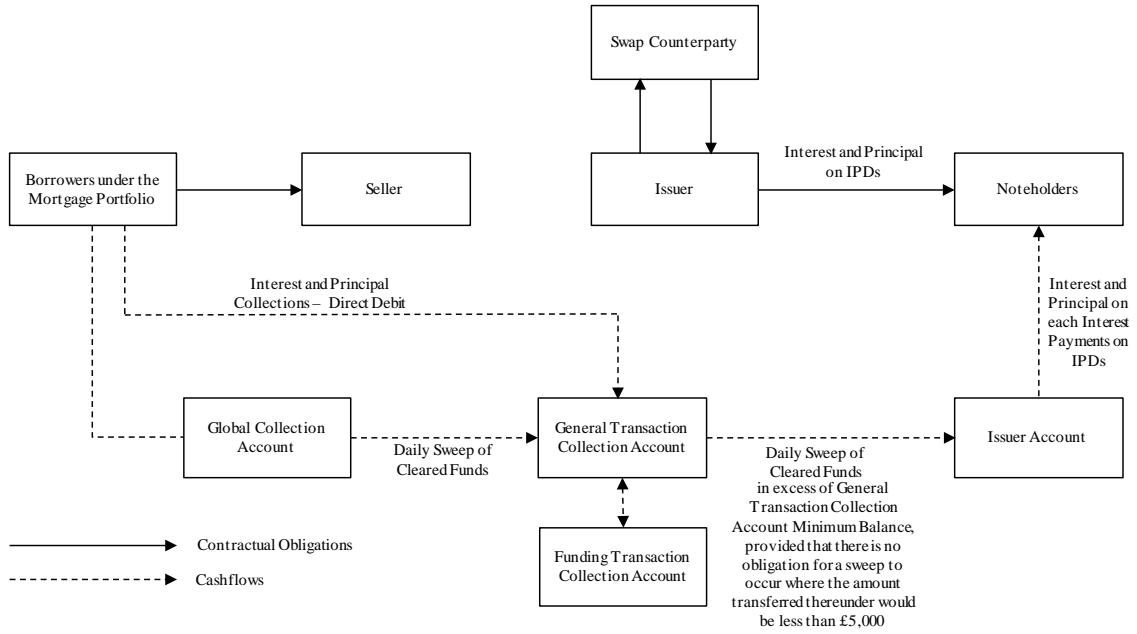 Swap Counterparty
Borrowers under the
Mortgage Portfolio
Seller
Issuer
Interest and Principal
on IPDs
Noteholders
Interest and Principal
Collections – Direct Debit
Interest and
Principal on
each Interest
Payments on
IPDs
Global Collection
Account
Daily Sweep of
Cleared Funds
General Transaction
Collection Account
Daily Sweep of
Cleared Funds
in excess of General
Transaction Collection
Account Minimum Balance,
provided that there is no
obligation for a sweep to
occur where the amount
transferred thereunder would
be less than £5,000
Issuer Account
Funding Transaction
Collection Account
Contractual Obligations
Cashflows